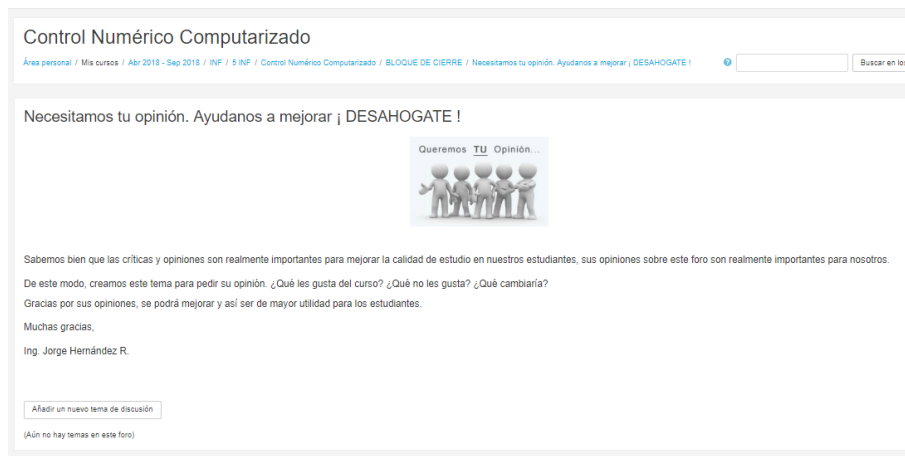 Control Numérico Computarizado
Área personal / Mis cursos / Abr 2018 - Sep 2018 / INF / 5 INF / Control Numérico Computarizado / BLOQUE DE CIERRE / Necesitamos tu opinión. Ayudanos a mejorar ¡ DESAHOGATE !
Buscar en los
Necesitamos tu opinión. Ayudanos a mejorar ¡ DESAHOGATE !
Queremos TU Opinión...
Sabemos bien que las críticas y opiniones son realmente importantes para mejorar la calidad de estudio en nuestros estudiantes, sus opiniones sobre este foro son realmente importantes para nosotros.
De este modo, creamos este tema para pedir su opinión. ¿Qué les gusta del curso? ¿Qué no les gusta? ¿Qué cambiaría?
Gracias por sus opiniones, se podrá mejorar y así ser de mayor utilidad para los estudiantes.
Muchas gracias,
Ing. Jorge Hernández R.
Añadir un nuevo tema de discusión
(Aún no hay temas en este foro)